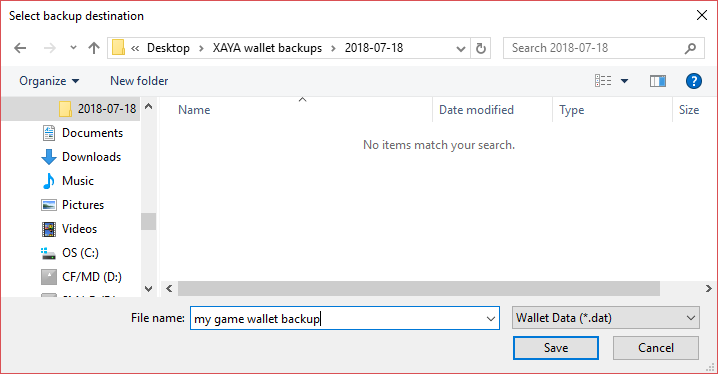 Select backup destination
« Desktop > XAYA wallet backups > 2018-07-18
Search 2018-07-18
Organize
New folder
2018-07-18
Documents
Downloads
Music
Pictures
Videos
OS (C:)
CF/MD (D:)
Name
Date modified
Type
Size
No items match your search.
File name: my game wallet backup
Wallet Data (*.dat)
Save
Cancel